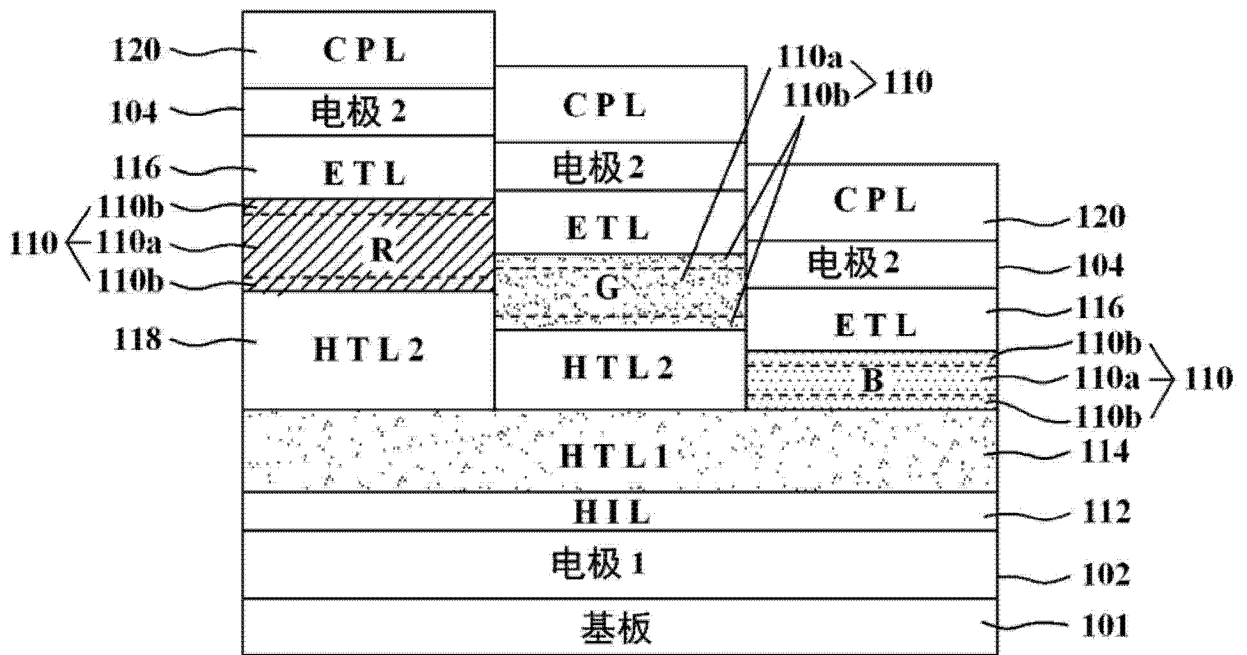 120 CPL
104 电极2
116 ETL
110 110b
110a R
110b
118 HTL2
CPL
电极2
ETL
G
HTL2
110a 110
110b
CPL 120
电极2 104
ETL 116
110b
B 110a 110
110b
HTL1 114
HIL 112
电极1 102
基板 101